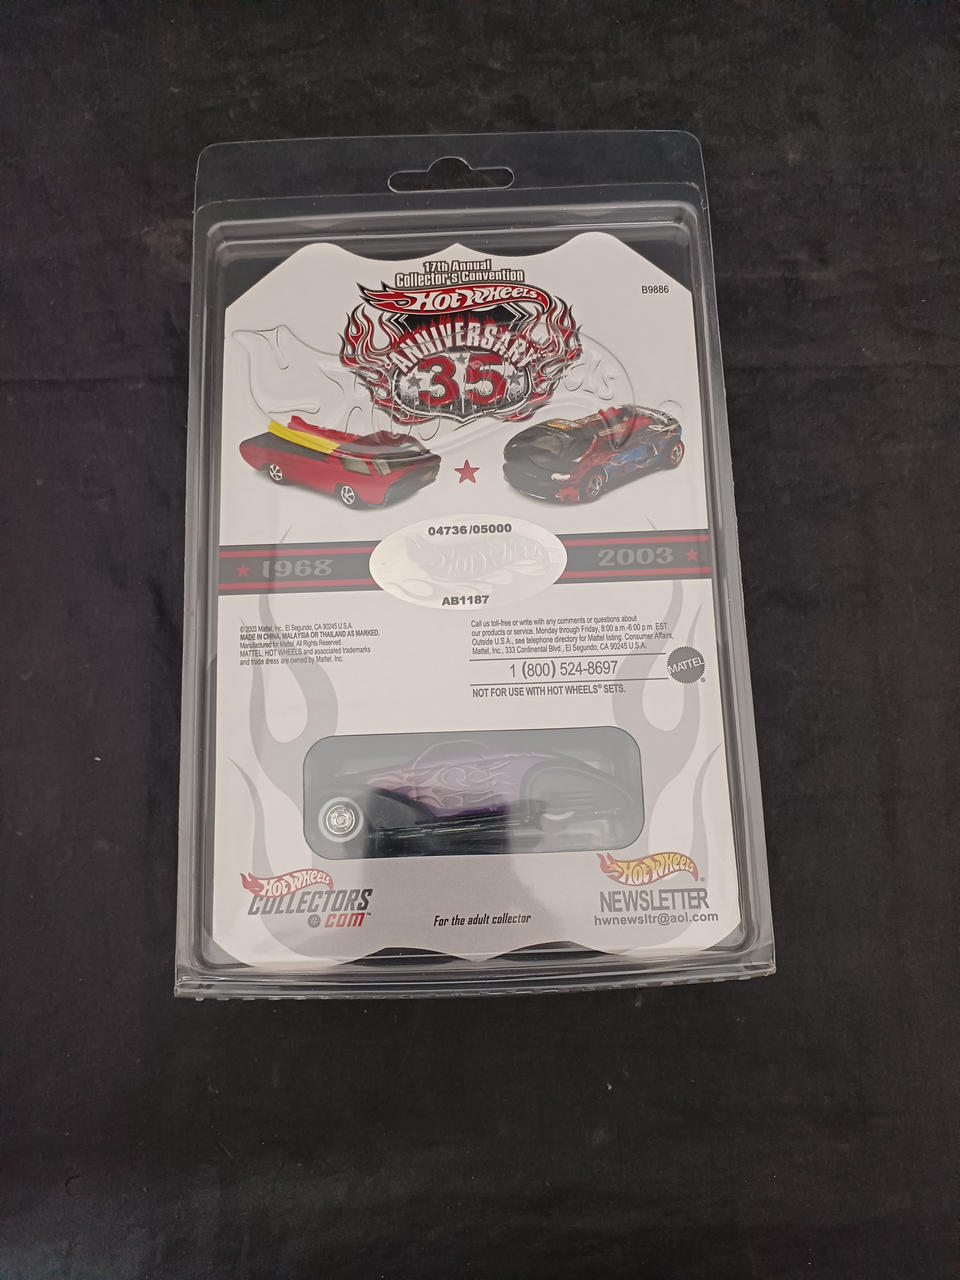 17th Annual
Collector's Convention
HOT WHEELS
ANNIVERSARY
35
B9886
04736/05000
1968
2003
HOT WHEELS
AB1187
© 2003 Mattel, Inc., El Segundo, CA 90245 U.S.A.
MADE IN CHINA, MALAYSIA OR THAILAND AS MARKED.
Manufactured for Mattel. All Rights Reserved.
MATTEL, HOT WHEELS and associated trademarks
and trade dress are owned by Mattel, Inc.
Call us toll-free or write with any comments or questions about
our products or service. Monday through Friday, 8:00 a.m.-6:00 p.m. EST.
Outside U.S.A., see telephone directory for Mattel listing. Consumer Affairs,
Mattel, Inc., 333 Continental Blvd., El Segundo, CA 90245 U.S.A.
1 (800) 524-8697
MATTEL®
NOT FOR USE WITH HOT WHEELS® SETS.
HOT WHEELS
COLLECTORS
.com™
For the adult collector
HOT WHEELS®
NEWSLETTER
hwnewsltr@aol.com